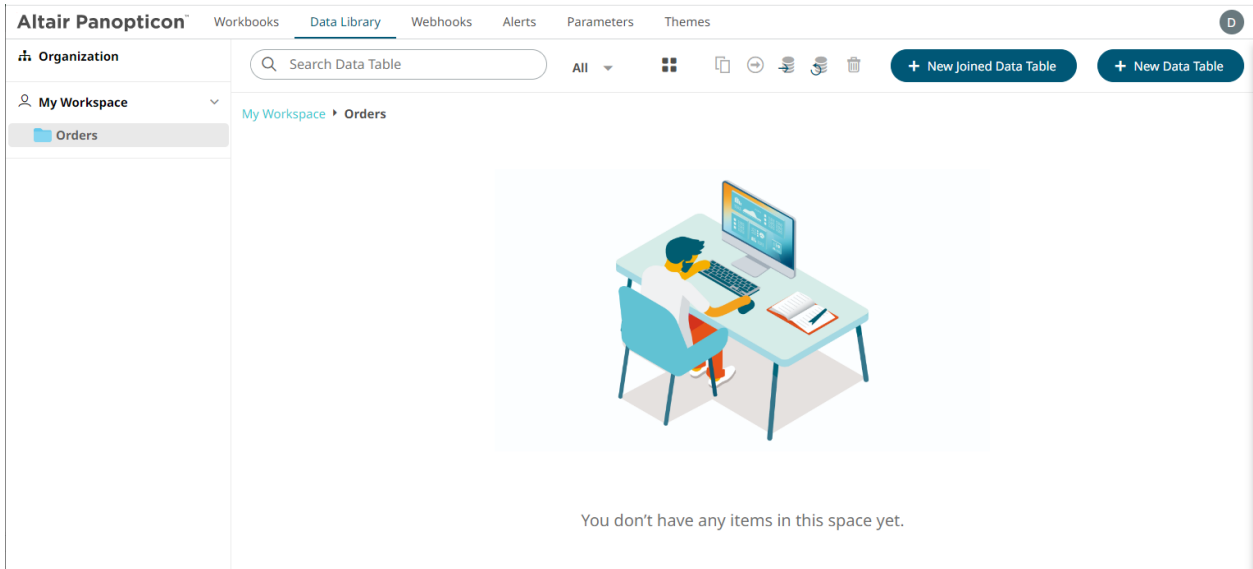 Altair Panopticon™ Workbooks Data Library Webhooks Alerts Parameters Themes D
Organization
Search Data Table All + New Joined Data Table + New Data Table
My Workspace
My Workspace ‣ Orders
Orders
You don’t have any items in this space yet.